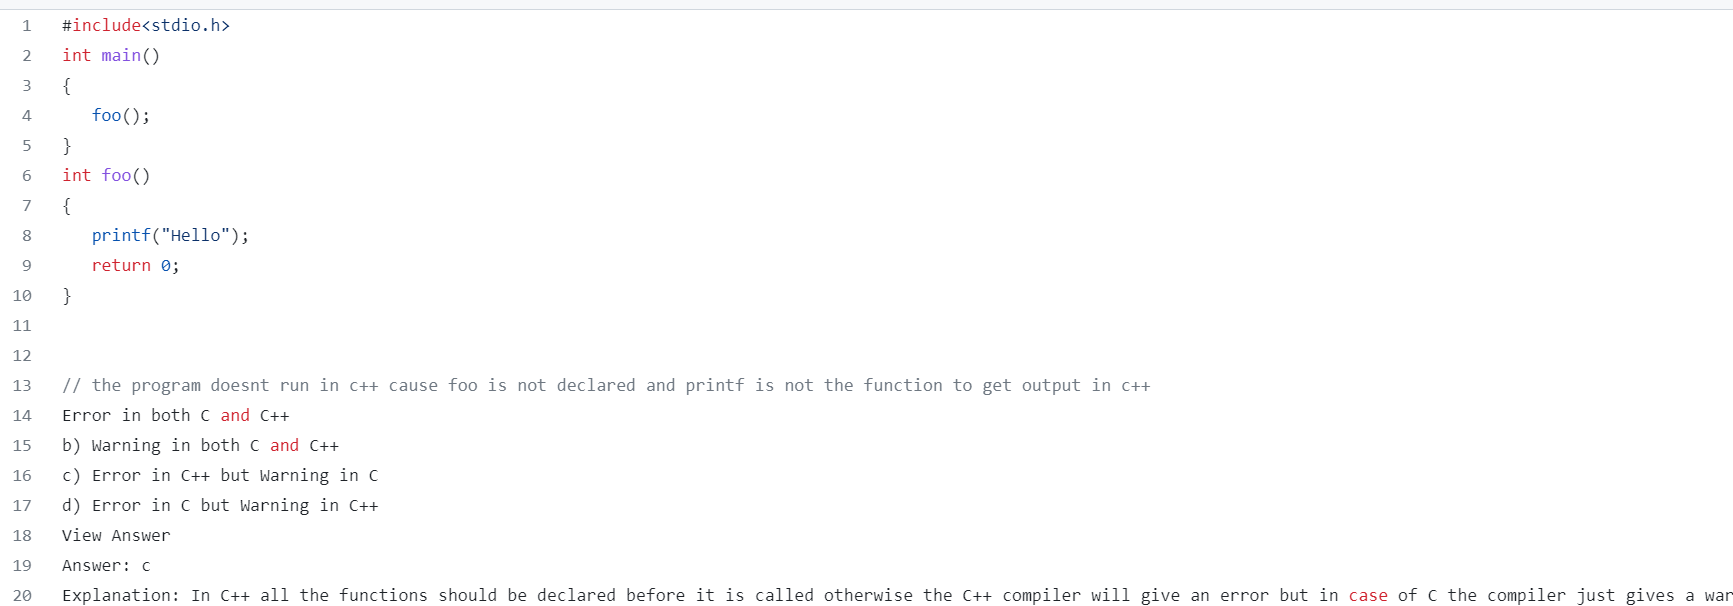 1 #include<stdio.h>
2 int main()
3 {
4 foo();
5 }
6 int foo()
7 {
8 printf("Hello");
9 return 0;
10 }
11
12
13 // the program doesnt run in c++ cause foo is not declared and printf is not the function to get output in c++
14 Error in both C and C++
15 b) Warning in both C and C++
16 c) Error in C++ but Warning in C
17 d) Error in C but Warning in C++
18 View Answer
19 Answer: c
20 Explanation: In C++ all the functions should be declared before it is called otherwise the C++ compiler will give an error but in case of C the compiler just gives a war